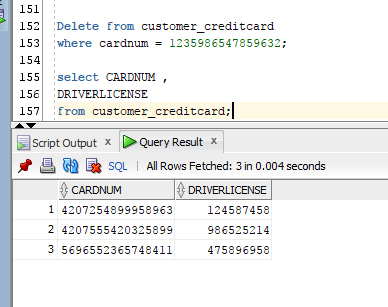 151
152 Delete from customer_creditcard
153 where cardnum = 1235986547859632;
154
155 select CARDNUM ,
156 DRIVERLICENSE
157 from customer_creditcard;
Script Output x Query Result x
SQL | All Rows Fetched: 3 in 0.004 seconds
CARDNUM DRIVERLICENSE
1 4207254899958963 124587458
2 4207555420325899 986525214
3 5696552365748411 475896958